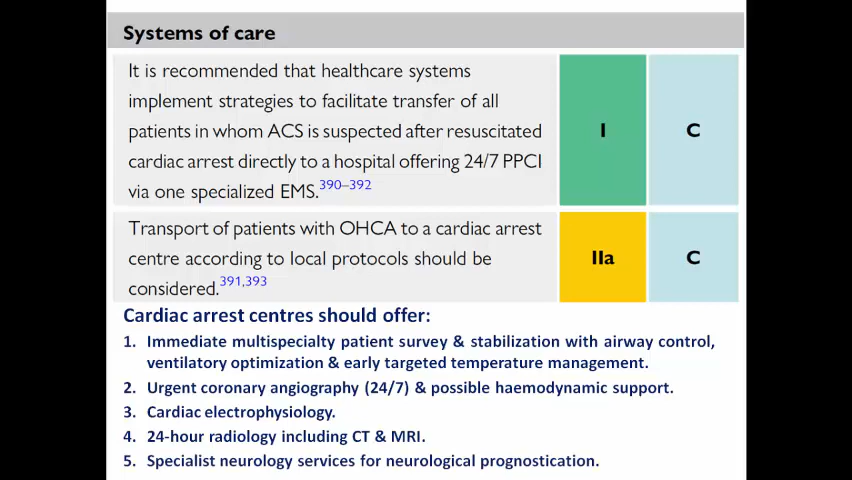 Systems of care
It is recommended that healthcare systems
implement strategies to facilitate transfer of all
patients in whom ACS is suspected after resuscitated
cardiac arrest directly to a hospital offering 24/7 PPCI
via one specialized EMS.390–392
I
C
Transport of patients with OHCA to a cardiac arrest
centre according to local protocols should be
considered.391,393
IIa
C
Cardiac arrest centres should offer:
1. Immediate multispecialty patient survey & stabilization with airway control,
ventilatory optimization & early targeted temperature management.
2. Urgent coronary angiography (24/7) & possible haemodynamic support.
3. Cardiac electrophysiology.
4. 24-hour radiology including CT & MRI.
5. Specialist neurology services for neurological prognostication.